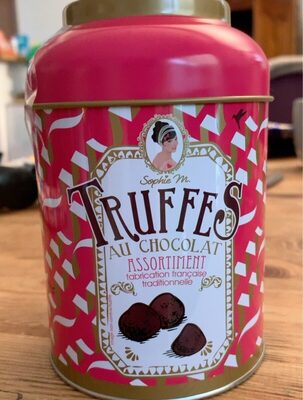 Sophie M.
TRUFFES
AU CHOCOLAT
ASSORTIMENT
fabrication française
traditionnelle